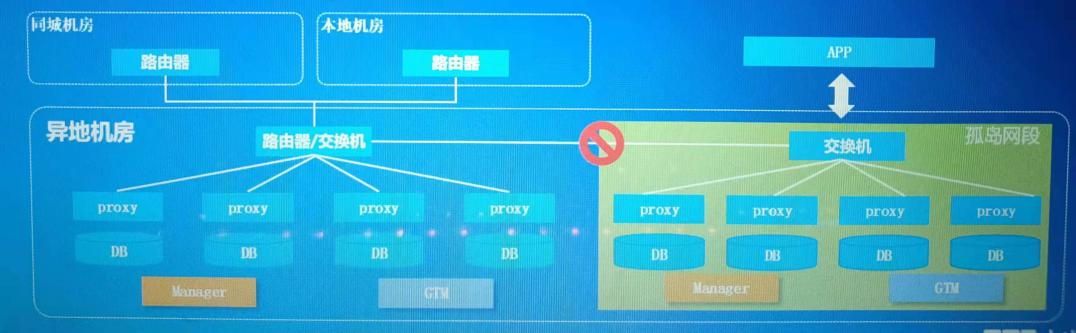 同城机房
本地机房
路由器
路由器
APP
异地机房
路由器/交换机
交换机
孤岛网段
proxy
proxy
proxy
proxy
proxy
proxy
proxy
proxy
DB
DB
DB
DB
DB
DB
DB
DB
Manager
GTM
Manager
GTM